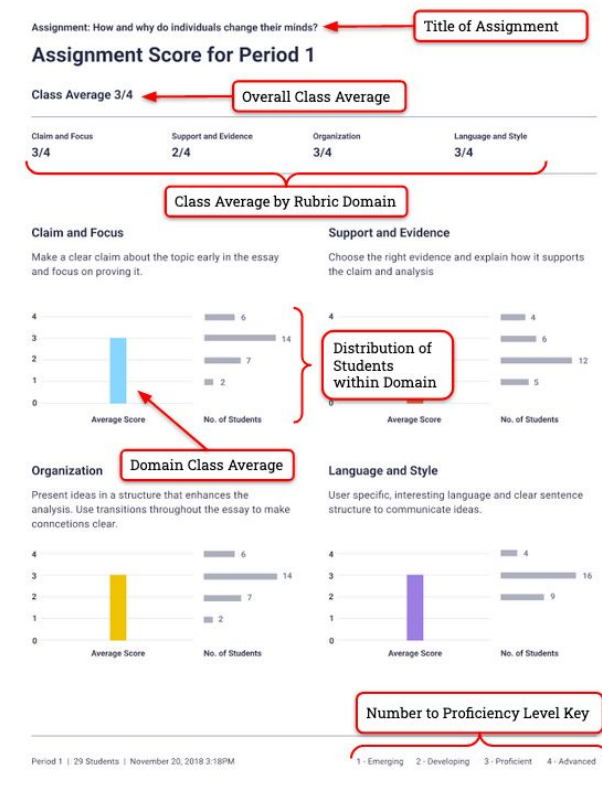 Assignment: How and why do individuals change their minds?
Title of Assignment
Assignment Score for Period 1
Class Average 3/4
Overall Class Average
Claim and Focus
Support and Evidence
Organization
Language and Style
3/4
2/4
3/4
3/4
Class Average by Rubric Domain
Claim and Focus
Make a clear claim about the topic early in the essay
and focus on proving it.
4
3
2
1
0
6
14
7
2
Average Score
No. of Students
Support and Evidence
Choose the right evidence and explain how it supports
the claim and analysis
4
0
4
6
12
5
Average Score
No. of Students
Distribution of
Students
within Domain
Domain Class Average
Organization
Present ideas in a structure that enhances the
analysis. Use transitions throughout the essay to make
conncetions clear.
4
3
2
1
0
6
14
7
2
Average Score
No. of Students
Language and Style
User specific, interesting language and clear sentence
structure to communicate ideas.
4
3
2
1
0
4
16
9
Average Score
No. of Students
Number to Proficiency Level Key
Period 1 | 29 Students | November 20, 2018 3:18PM
1 - Emerging 2 - Developing 3 - Proficient 4 - Advanced